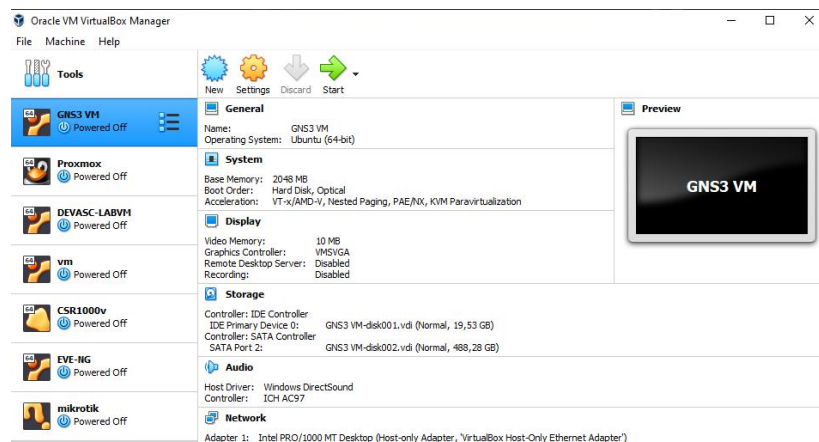 Oracle VM VirtualBox Manager
File Machine Help
Tools
New Settings Discard Start
64
GNS3 VM
Powered Off
64
Proxmox
Powered Off
64
DEVASC-LABVM
Powered Off
64
vm
Powered Off
64
CSR1000v
Powered Off
64
EVE-NG
Powered Off
mikrotik
Powered Off
General
Name: GNS3 VM
Operating System: Ubuntu (64-bit)
System
Base Memory: 2048 MB
Boot Order: Hard Disk, Optical
Acceleration: VT-x/AMD-V, Nested Paging, PAE/NX, KVM Paravirtualization
Display
Video Memory: 10 MB
Graphics Controller: VMSVGA
Remote Desktop Server: Disabled
Recording: Disabled
Storage
Controller: IDE Controller
IDE Primary Device 0: GNS3 VM-disk001.vdi (Normal, 19,53 GB)
Controller: SATA Controller
SATA Port 2: GNS3 VM-disk002.vdi (Normal, 488,28 GB)
Audio
Host Driver: Windows DirectSound
Controller: ICH AC97
Network
Adapter 1: Intel PRO/1000 MT Desktop (Host-only Adapter, 'VirtualBox Host-Only Ethernet Adapter')
Preview
GNS3 VM